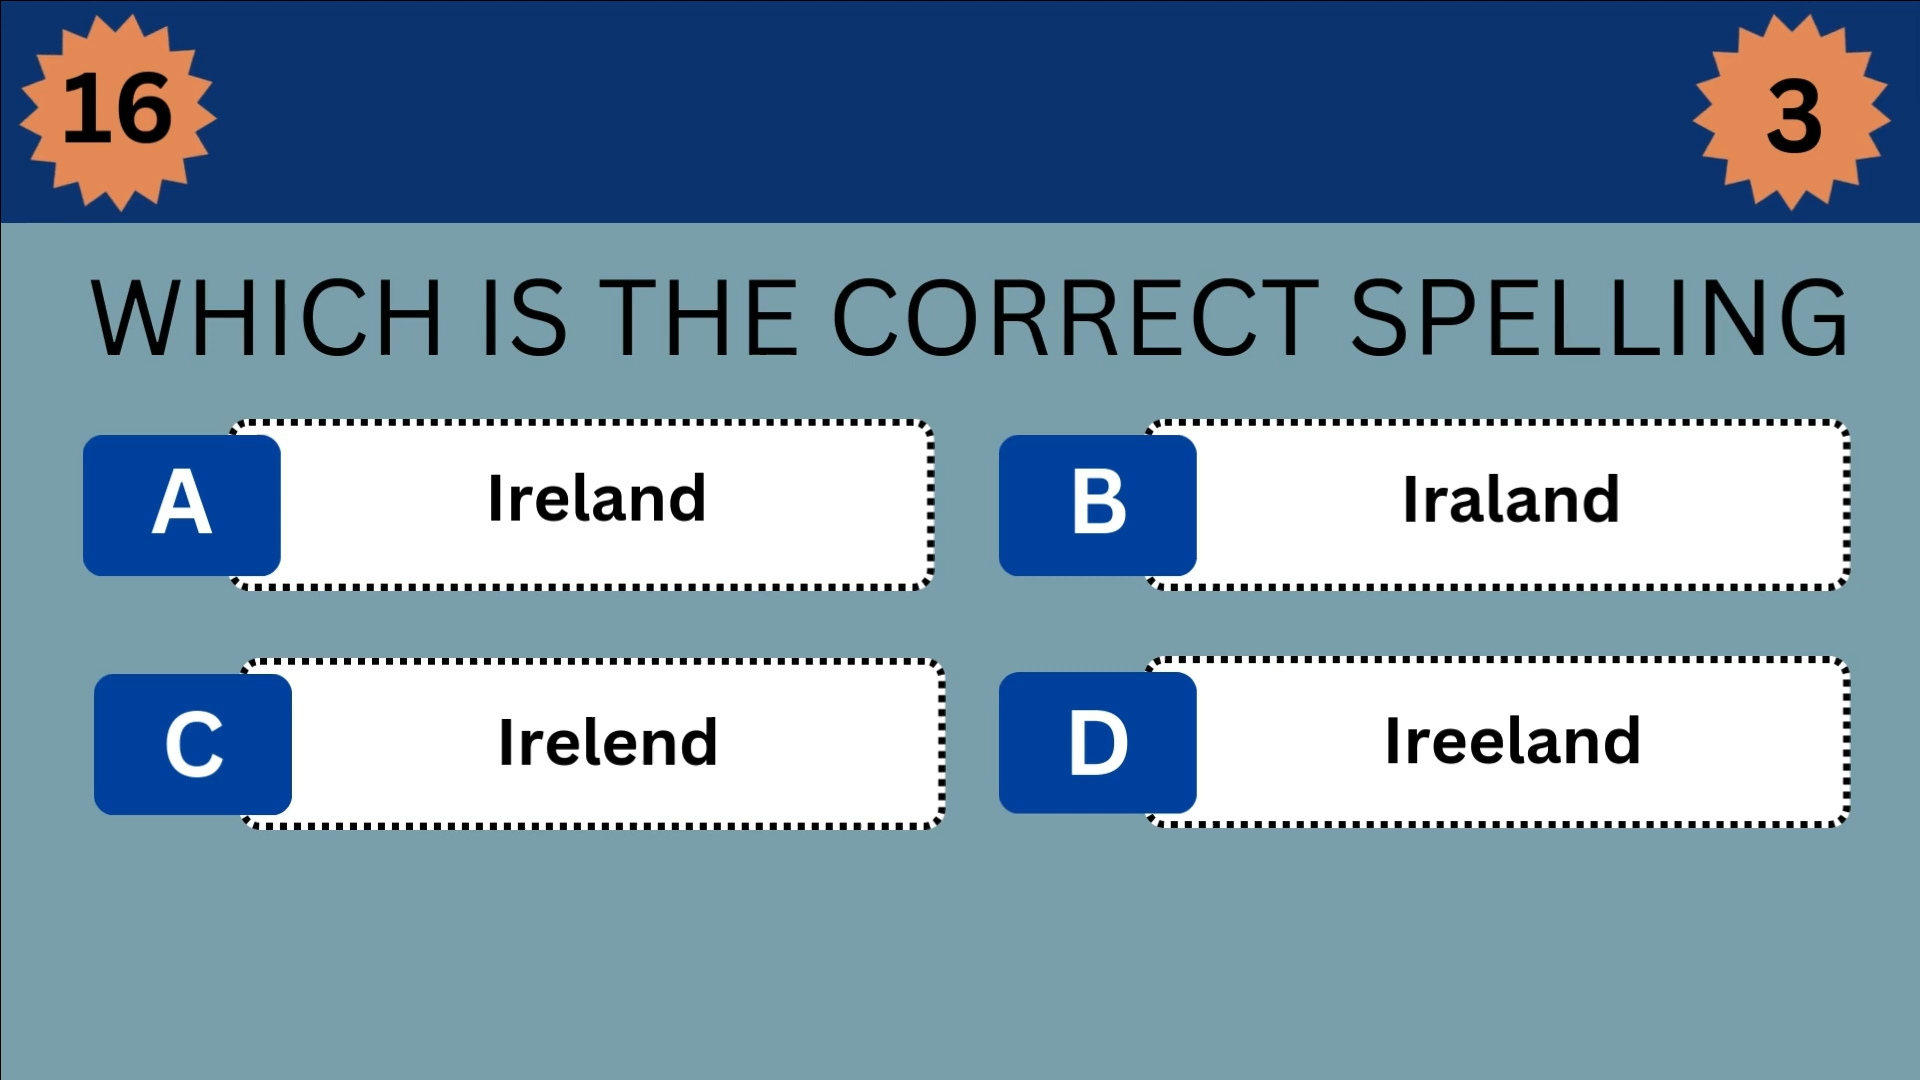 16
3
WHICH IS THE CORRECT SPELLING
A
Ireland
B
Iraland
C
Irelend
D
Ireeland